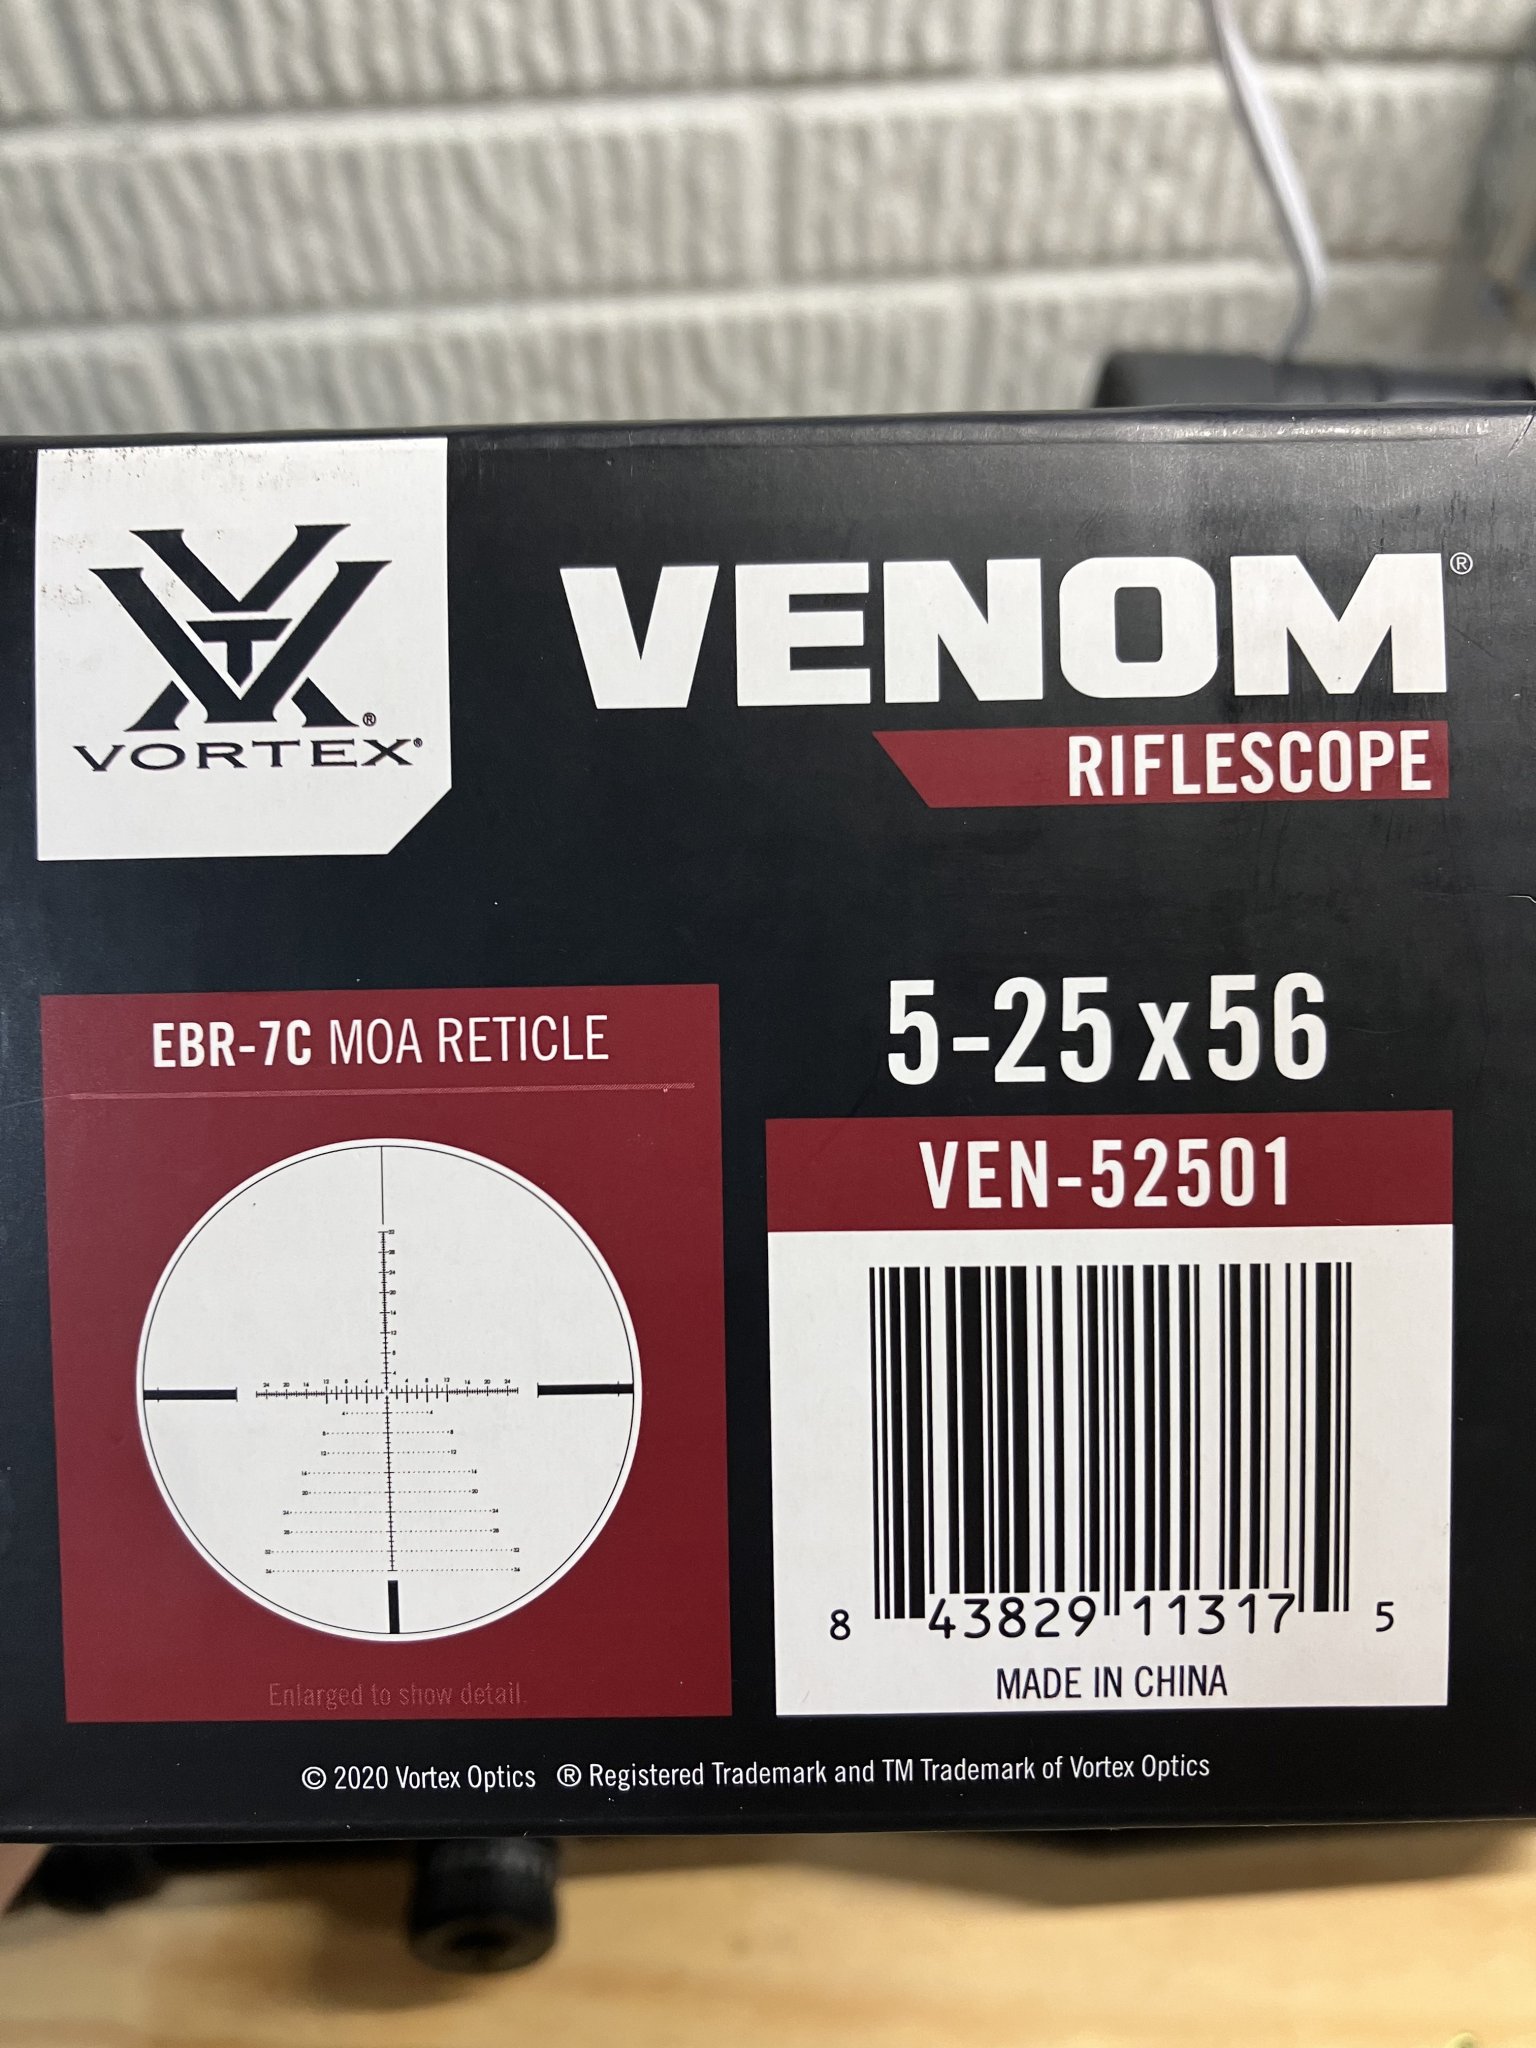 VORTEX®
VENOM®
RIFLESCOPE
EBR-7C MOA RETICLE
5-25x56
VEN-52501
8 43829 11317 5
MADE IN CHINA
Enlarged to show detail.
© 2020 Vortex Optics ® Registered Trademark and TM Trademark of Vortex Optics